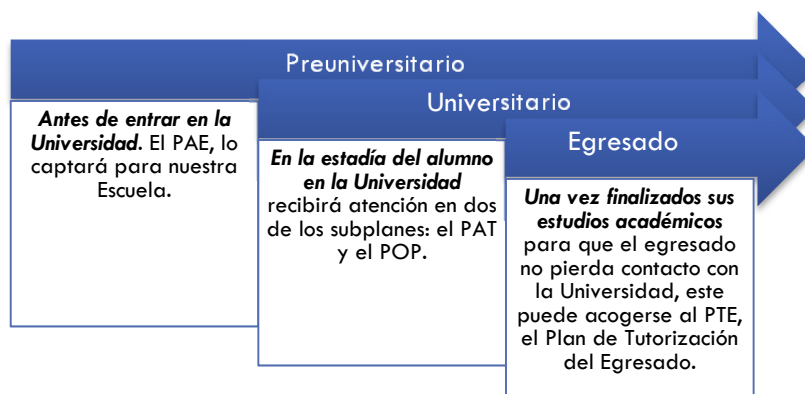 Preuniversitario
Antes de entrar en la
Universidad. El PAE, lo
captará para nuestra
Escuela.
Universitario
En la estadía del alumno
en la Universidad
recibirá atención en dos
de los subplanes: el PAT
y el POP.
Egresado
Una vez finalizados sus
estudios académicos
para que el egresado
no pierda contacto con
la Universidad, este
puede acogerse al PTE,
el Plan de Tutorización
del Egresado.